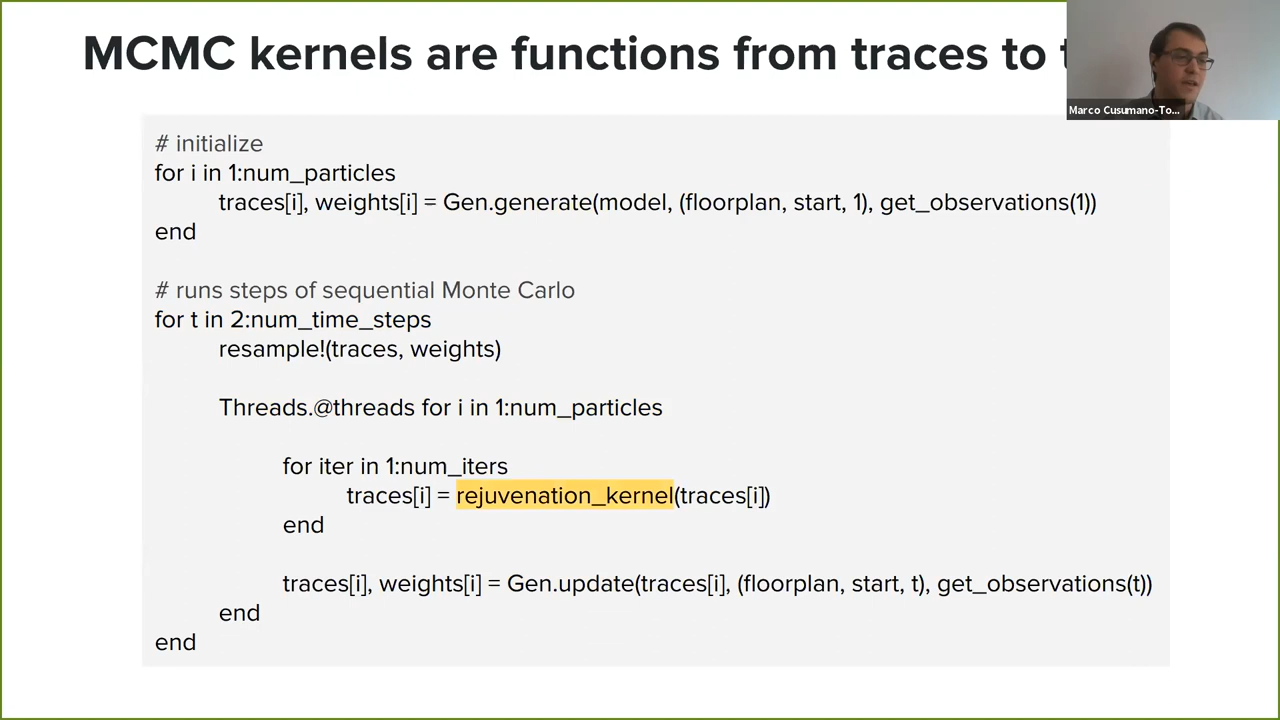 MCMC kernels are functions from traces to
Marco Cusumano-To...
# initialize
for i in 1:num_particles
traces[i], weights[i] = Gen.generate(model, (floorplan, start, 1), get_observations(1))
end
# runs steps of sequential Monte Carlo
for t in 2:num_time_steps
resample!(traces, weights)
Threads.@threads for i in 1:num_particles
for iter in 1:num_iters
traces[i] = rejuvenation_kernel(traces[i])
end
traces[i], weights[i] = Gen.update(traces[i], (floorplan, start, t), get_observations(t))
end
end